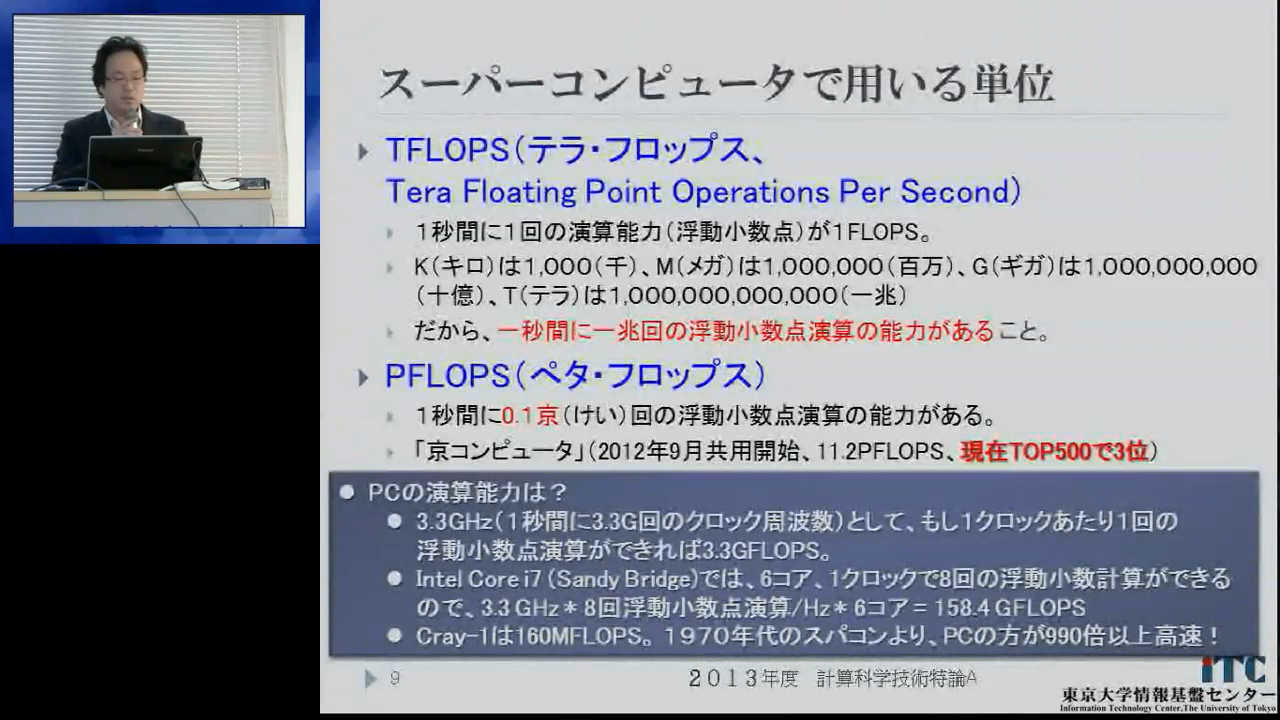 スーパーコンピュータで用いる単位
TFLOPS(テラ・フロップス、
Tera Floating Point Operations Per Second)
1秒間に1回の演算能力(浮動小数点)が1FLOPS。
K(キロ)は1,000(千)、M(メガ)は1,000,000(百万)、G(ギガ)は1,000,000,000
(十億)、T(テラ)は1,000,000,000,000(一兆)
だから、一秒間に一兆回の浮動小数点演算の能力があること。
PFLOPS(ペタ・フロップス)
1秒間に0.1京(けい)回の浮動小数点演算の能力がある。
「京コンピュータ」(2012年9月共用開始、11.2PFLOPS、現在TOP500で3位)
PCの演算能力は?
3.3GHz(1秒間に3.3G回のクロック周波数)として、もし1クロックあたり1回の
浮動小数点演算ができれば3.3GFLOPS。
Intel Core i7 (Sandy Bridge)では、6コア、1クロックで8回の浮動小数計算ができる
ので、3.3 GHz * 8回浮動小数点演算/Hz * 6コア = 158.4 GFLOPS
Cray-1は160MFLOPS。1970年代のスパコンより、PCの方が990倍以上高速!
9
2013年度 計算科学技術特論A
iTC
東京大学情報基盤センター
Information Technology Center, The University of Tokyo